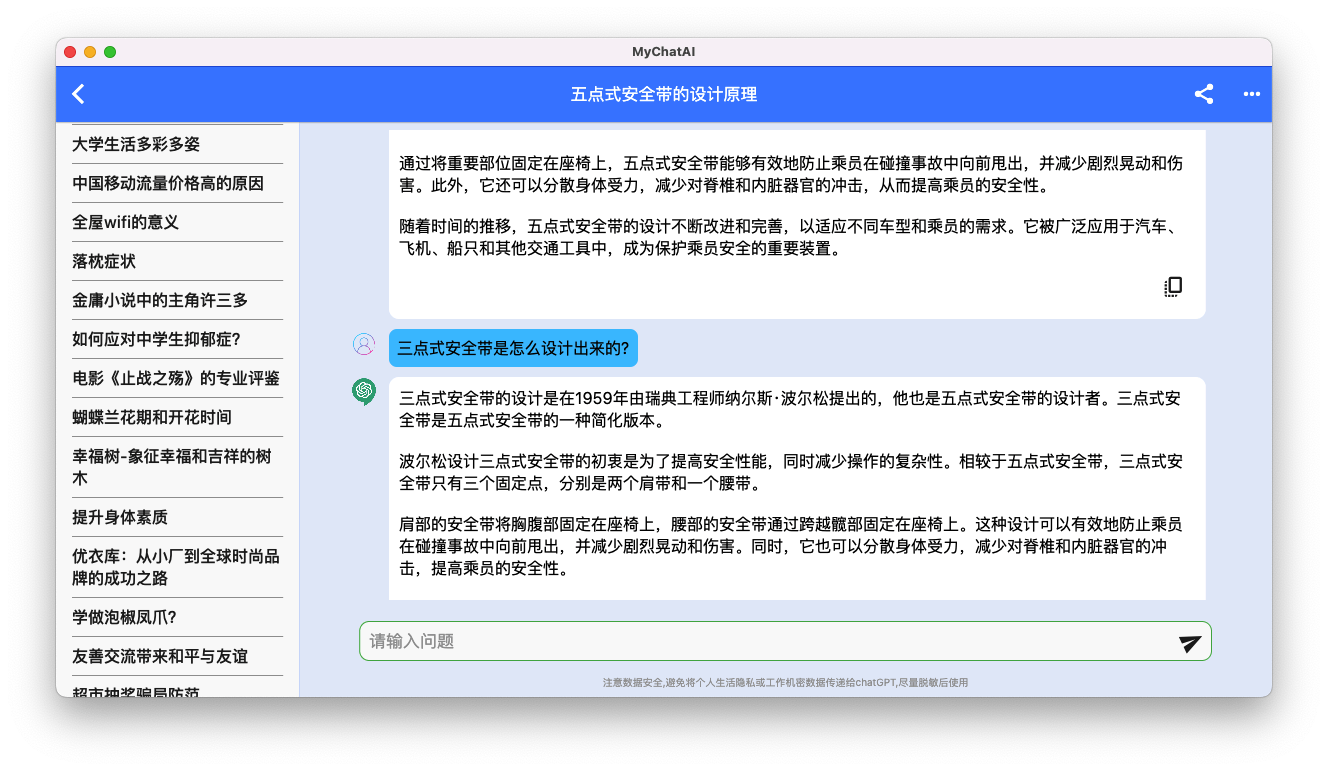 MyChatAI
五点式安全带的设计原理
大学生活多彩多姿
中国移动流量价格高的原因
全屋wifi的意义
落枕症状
金庸小说中的主角许三多
如何应对中学生抑郁症?
电影《止战之殇》的专业评鉴
蝴蝶兰花期和开花时间
幸福树-象征幸福和吉祥的树
木
提升身体素质
优衣库：从小厂到全球时尚品
牌的成功之路
学做泡椒凤爪?
友善交流带来和平与友谊
超市抽奖骗局防范
通过将重要部位固定在座椅上，五点式安全带能够有效地防止乘员在碰撞事故中向前甩出，并减少剧烈晃动和伤
害。此外，它还可以分散身体受力，减少对脊椎和内脏器官的冲击，从而提高乘员的安全性。
随着时间的推移，五点式安全带的设计不断改进和完善，以适应不同车型和乘员的需求。它被广泛应用于汽车、
飞机、船只和其他交通工具中，成为保护乘员安全的重要装置。
三点式安全带是怎么设计出来的?
三点式安全带的设计是在1959年由瑞典工程师纳尔斯·波尔松提出的，他也是五点式安全带的设计者。三点式安
全带是五点式安全带的一种简化版本。
波尔松设计三点式安全带的初衷是为了提高安全性能，同时减少操作的复杂性。相较于五点式安全带，三点式安
全带只有三个固定点，分别是两个肩带和一个腰带。
肩部的安全带将胸腹部固定在座椅上，腰部的安全带通过跨越髋部固定在座椅上。这种设计可以有效地防止乘员
在碰撞事故中向前甩出，并减少剧烈晃动和伤害。同时，它也可以分散身体受力，减少对脊椎和内脏器官的冲
击，提高乘员的安全性。
请输入问题
注意数据安全,避免将个人生活隐私或工作机密数据传递给chatGPT,尽量脱敏后使用